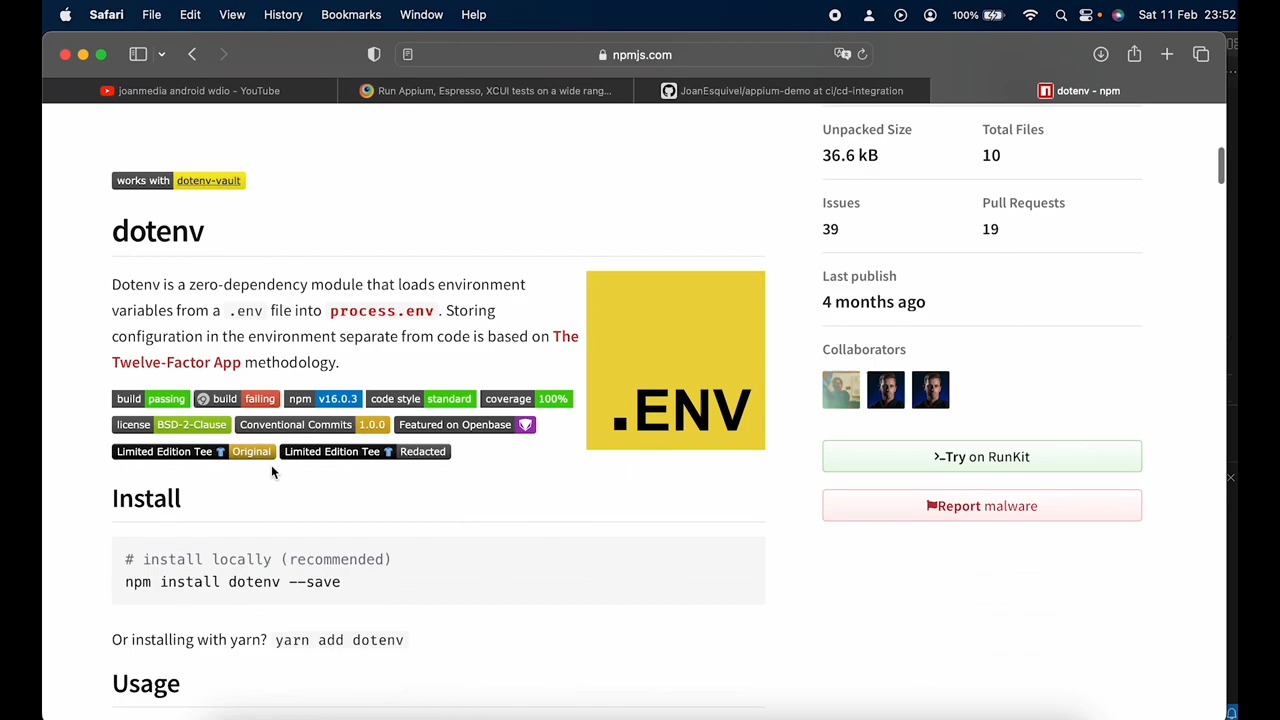 Safari File Edit View History Bookmarks Window Help 100% Sat 11 Feb 23:52
npmjs.com
joanmedia android wdio - YouTube Run Appium, Espresso, XCUI tests on a wide rang... JoanEsquivel/appium-demo at ci/cd-integration dotenv - npm
works with dotenv-vault
dotenv
Dotenv is a zero-dependency module that loads environment
variables from a .env file into process.env. Storing
configuration in the environment separate from code is based on The
Twelve-Factor App methodology.
.ENV
build passing build failing npm v16.0.3 code style standard coverage 100%
license BSD-2-Clause Conventional Commits 1.0.0 Featured on Openbase
Limited Edition Tee Original Limited Edition Tee Redacted
Install
# install locally (recommended)
npm install dotenv --save
Or installing with yarn? yarn add dotenv
Usage
Unpacked Size Total Files
36.6 kB 10
Issues Pull Requests
39 19
Last publish
4 months ago
Collaborators
>-Try on RunKit
Report malware